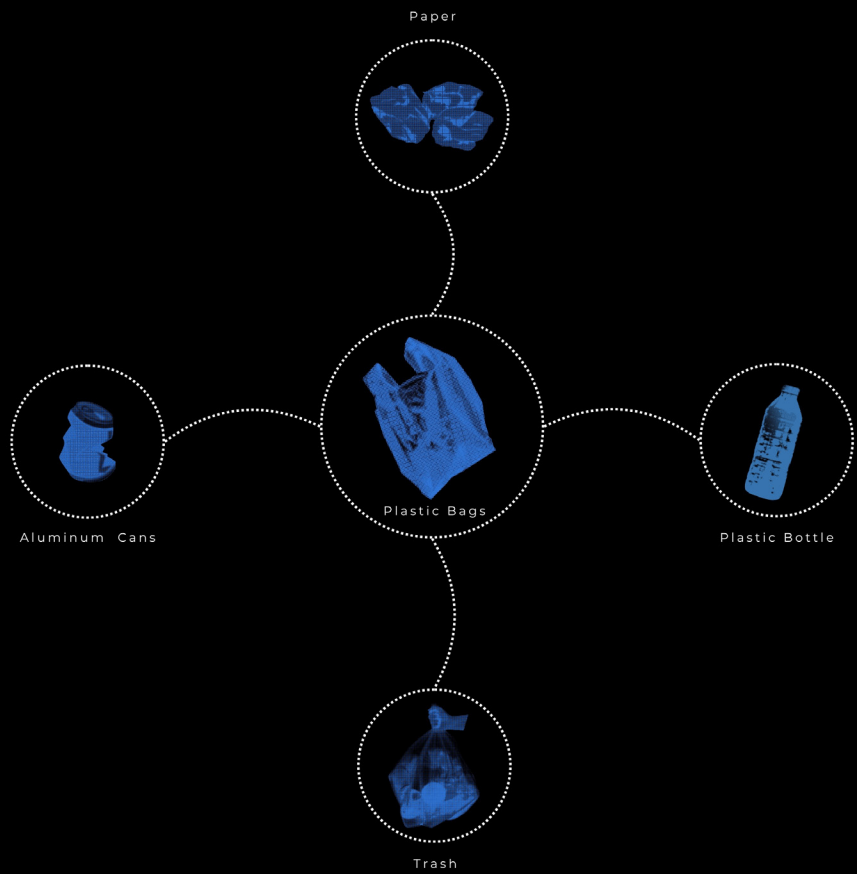 Paper
Plastic Bags
Aluminum Cans
Plastic Bottle
Trash